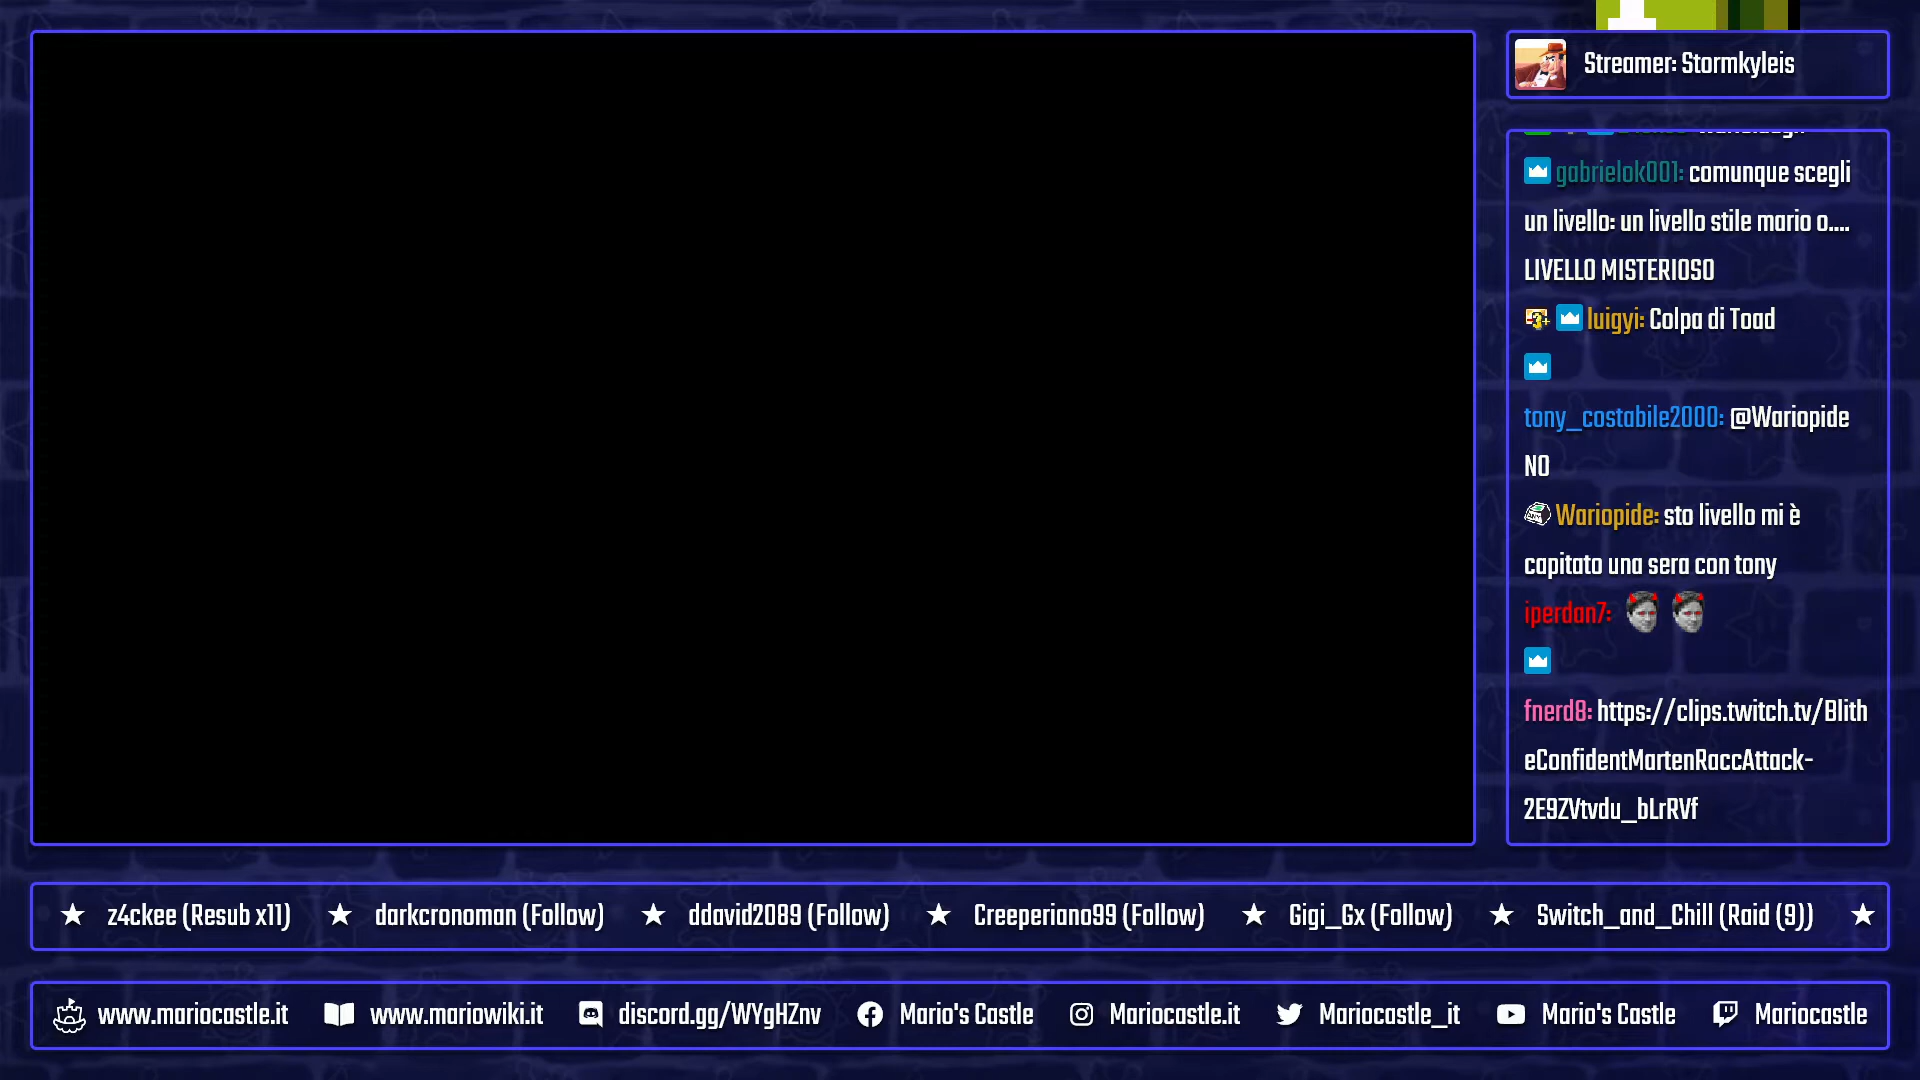 Streamer: Stormkyleis
gabrielok001: comunque scegli
un livello: un livello stile mario o....
LIVELLO MISTERIOSO
luigyi: Colpa di Toad
tony_costabile2000: @Wariopide
NO
Wariopide: sto livello mi è
capitato una sera con tony
iperdan7:
fnerd8: https://clips.twitch.tv/Blith
eConfidentMartenRaccAttack-
2E9ZVtvdu_bLrRVf
z4ckee (Resub x11) ★ darkcronoman (Follow) ★ ddavid2089 (Follow) ★ Creeperiano99 (Follow) ★ Gigi_Gx (Follow) ★ Switch_and_Chill (Raid (9)) ★
www.mariocastle.it www.mariowiki.it discord.gg/WYgHZnv Mario's Castle Mariocastle.it Mariocastle_it Mario's Castle Mariocastle